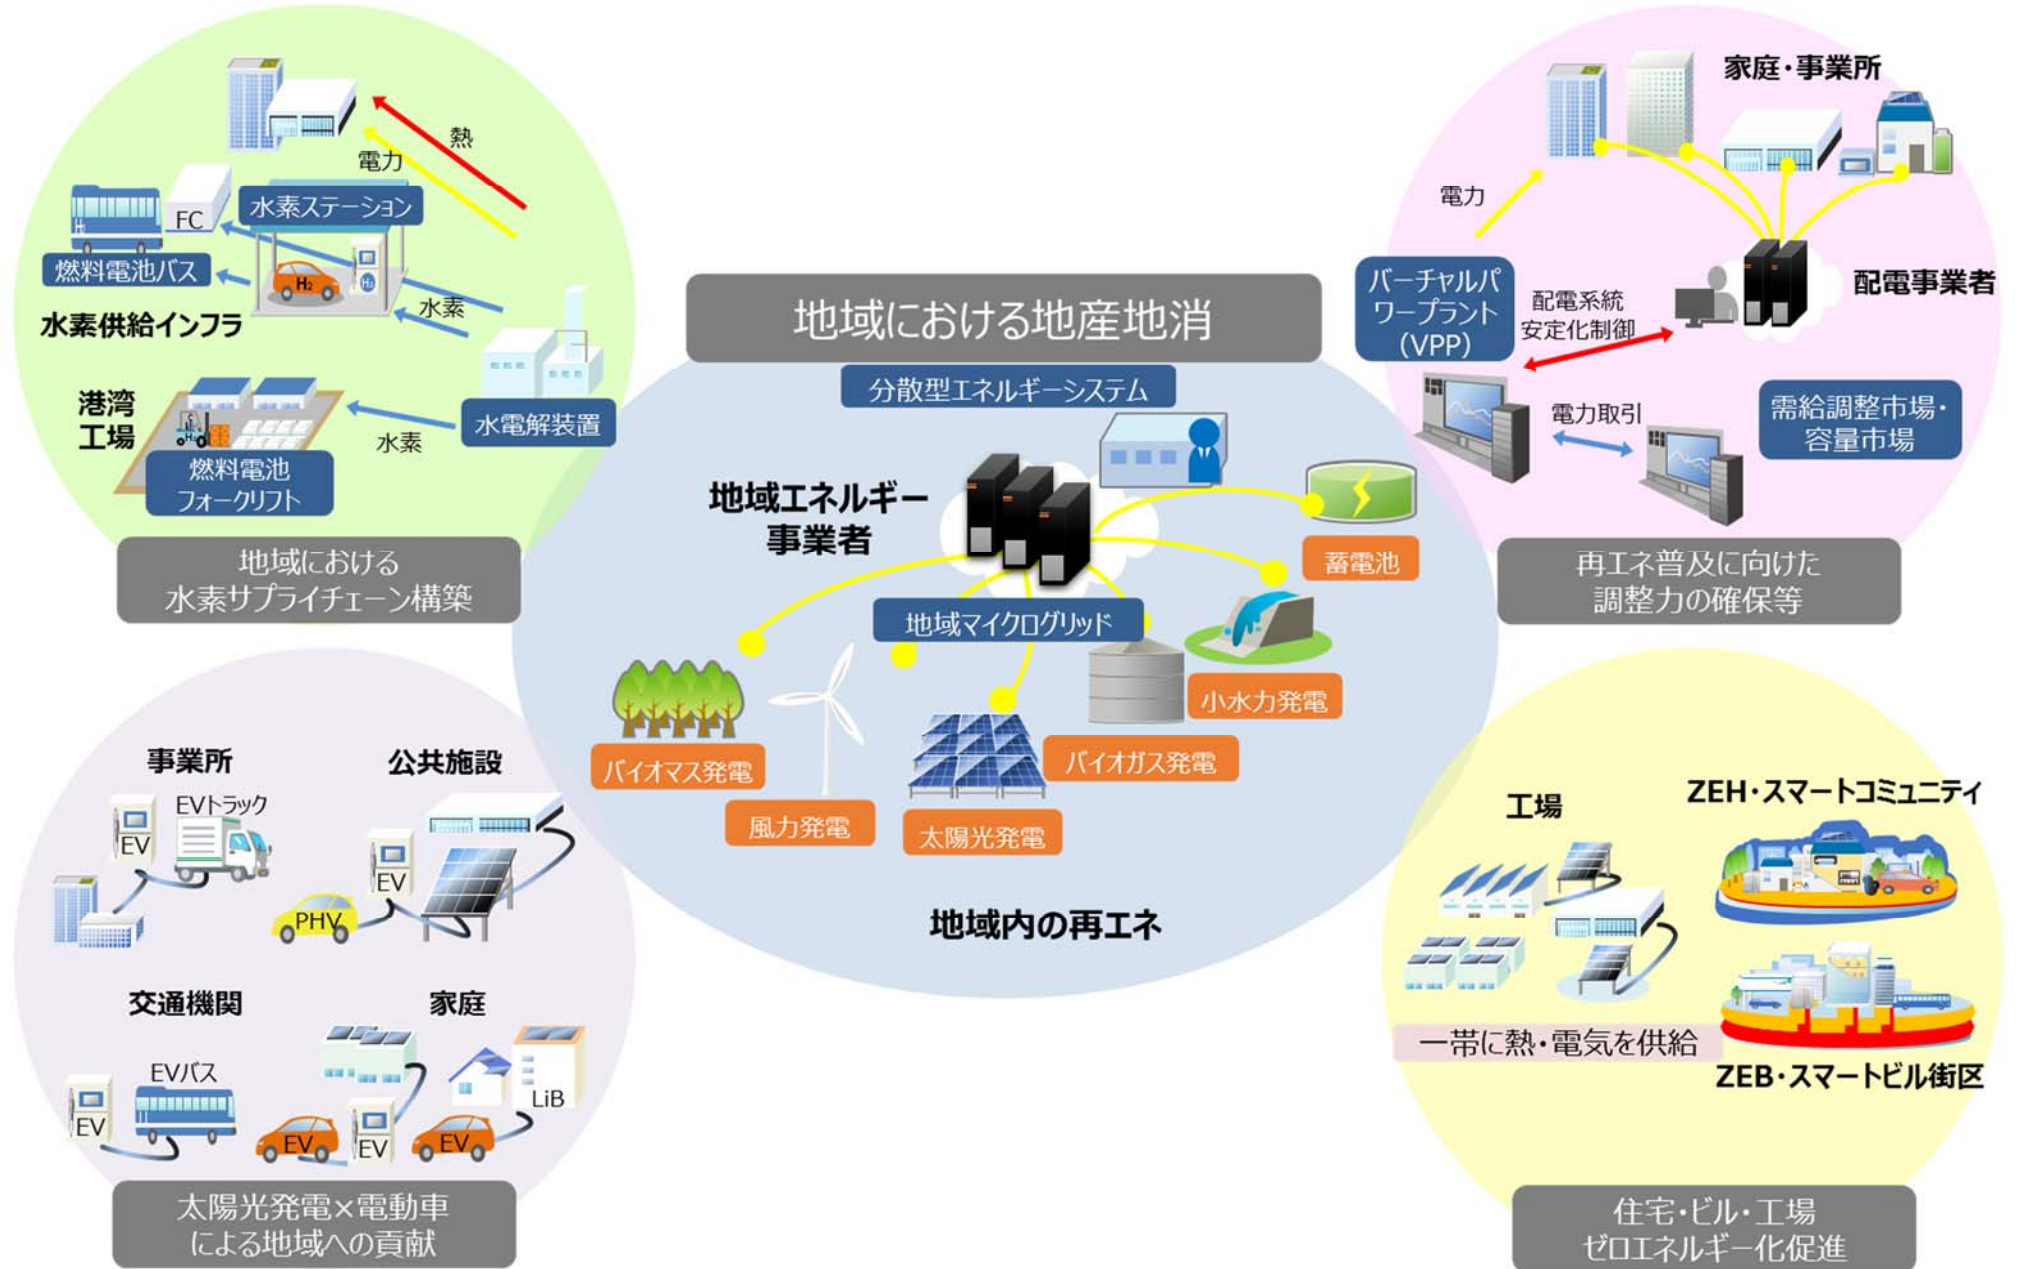 熱
電力
FC
水素ステーション
燃料電池バス
H₂
H₂
水素
水素供給インフラ
港湾
工場
水素
水電解装置
燃料電池
フォークリフト
地域における
水素サプライチェーン構築
地域における地産地消
分散型エネルギーシステム
地域エネルギー
事業者
蓄電池
地域マイクログリッド
小水力発電
バイオマス発電
バイオガス発電
風力発電
太陽光発電
地域内の再エネ
家庭・事業所
電力
バーチャルパ
ワープラント
(VPP)
配電系統
安定化制御
配電事業者
電力取引
需給調整市場・
容量市場
再エネ普及に向けた
調整力の確保等
事業所
公共施設
EVトラック
EV
EV
PHV
交通機関
家庭
EVバス
LiB
EV
EV
EV
EV
太陽光発電×電動車
による地域への貢献
工場
ZEH・スマートコミュニティ
一帯に熱・電気を供給
ZEB・スマートビル街区
住宅・ビル・工場
ゼロエネルギー化促進